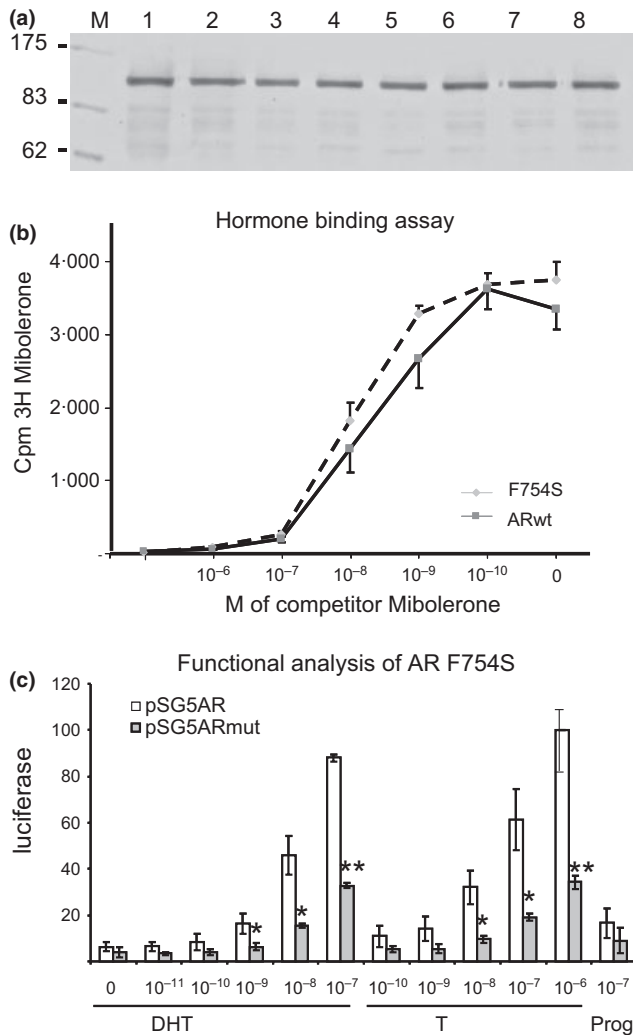 (a) M 1 2 3 4 5 6 7 8
175
83
62
(b) Hormone binding assay
4·000
3·000
2·000
1·000
-
Cpm 3H Mibolerone
F754S
ARwt
10⁻⁶ 10⁻⁷ 10⁻⁸ 10⁻⁹ 10⁻¹⁰ 0
M of competitor Mibolerone
Functional analysis of AR F754S
(c)
120
100
80
60
40
20
luciferase
pSG5AR
pSG5ARmut
* * ** * * **
0 10⁻¹¹ 10⁻¹⁰ 10⁻⁹ 10⁻⁸ 10⁻⁷ 10⁻¹⁰ 10⁻⁹ 10⁻⁸ 10⁻⁷ 10⁻⁶ 10⁻⁷
DHT T Prog